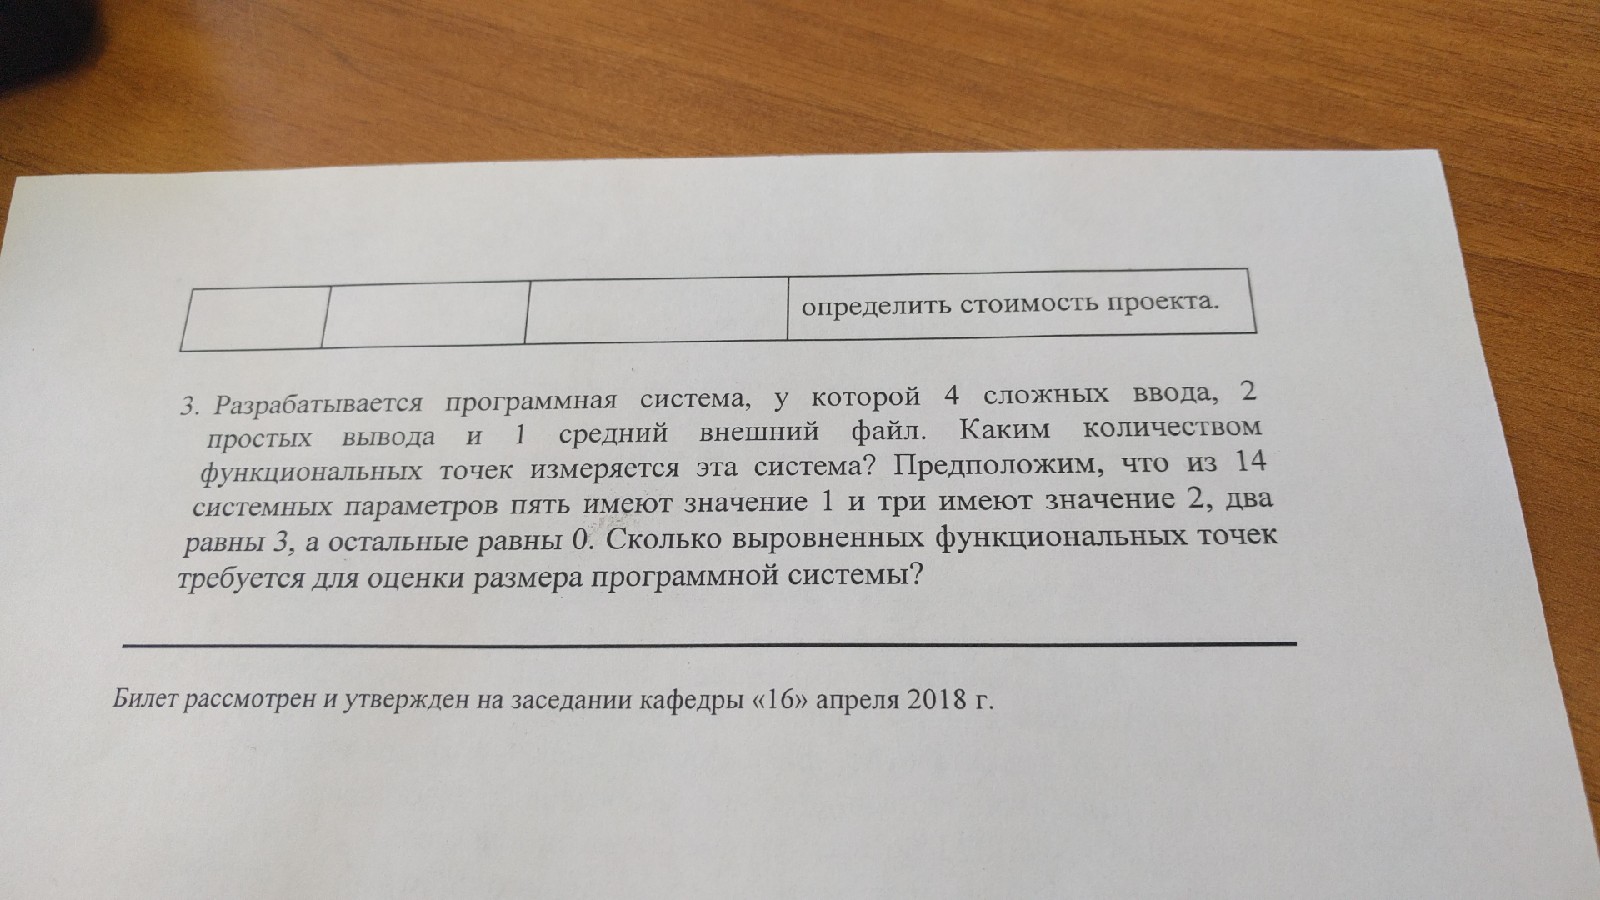 определить стоимость проекта.
3. Разрабатывается программная система, у которой 4 сложных ввода, 2
простых вывода и 1 средний внешний файл. Каким количеством
функциональных точек измеряется эта система? Предположим, что из 14
системных параметров пять имеют значение 1 и три имеют значение 2, два
равны 3, а остальные равны 0. Сколько выровненных функциональных точек
требуется для оценки размера программной системы?
Билет рассмотрен и утвержден на заседании кафедры «16» апреля 2018 г.